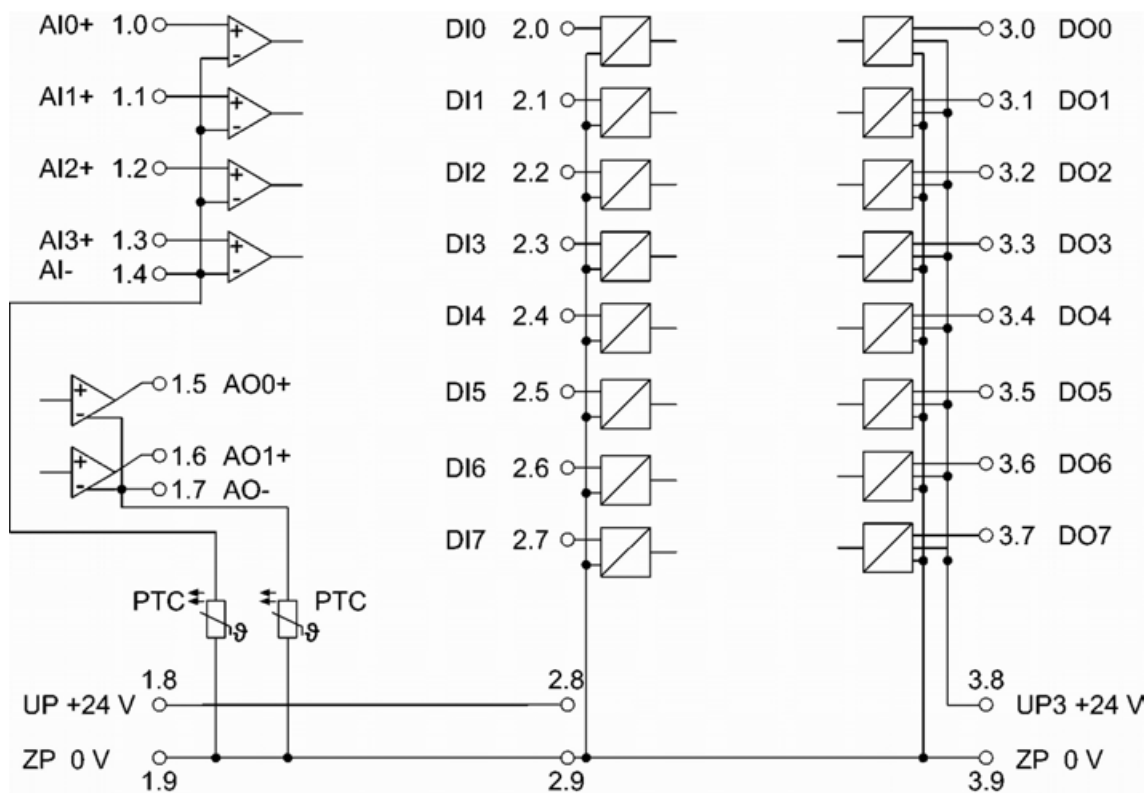 AI0+ 1.0
AI1+ 1.1
AI2+ 1.2
AI3+ 1.3
AI- 1.4
1.5 AO0+
1.6 AO1+
1.7 AO-
PTC ϑ
ϑ PTC
1.8
UP +24 V
ZP 0 V
1.9
DI0 2.0
DI1 2.1
DI2 2.2
DI3 2.3
DI4 2.4
DI5 2.5
DI6 2.6
DI7 2.7
2.8
2.9
3.0 DO0
3.1 DO1
3.2 DO2
3.3 DO3
3.4 DO4
3.5 DO5
3.6 DO6
3.7 DO7
3.8
UP3 +24 V
ZP 0 V
3.9